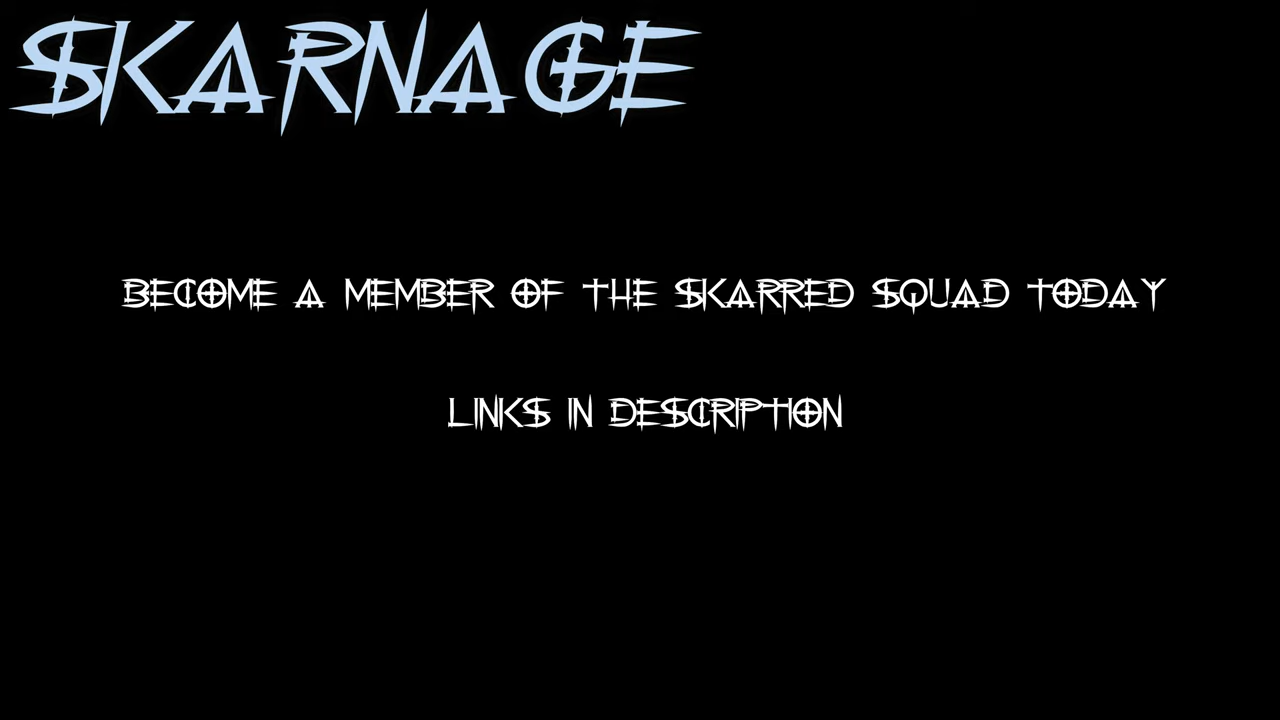 SKARNAGE
BECOME A MEMBER OF THE SKARRED SQUAD TODAY
LINKS IN DESCRIPTION